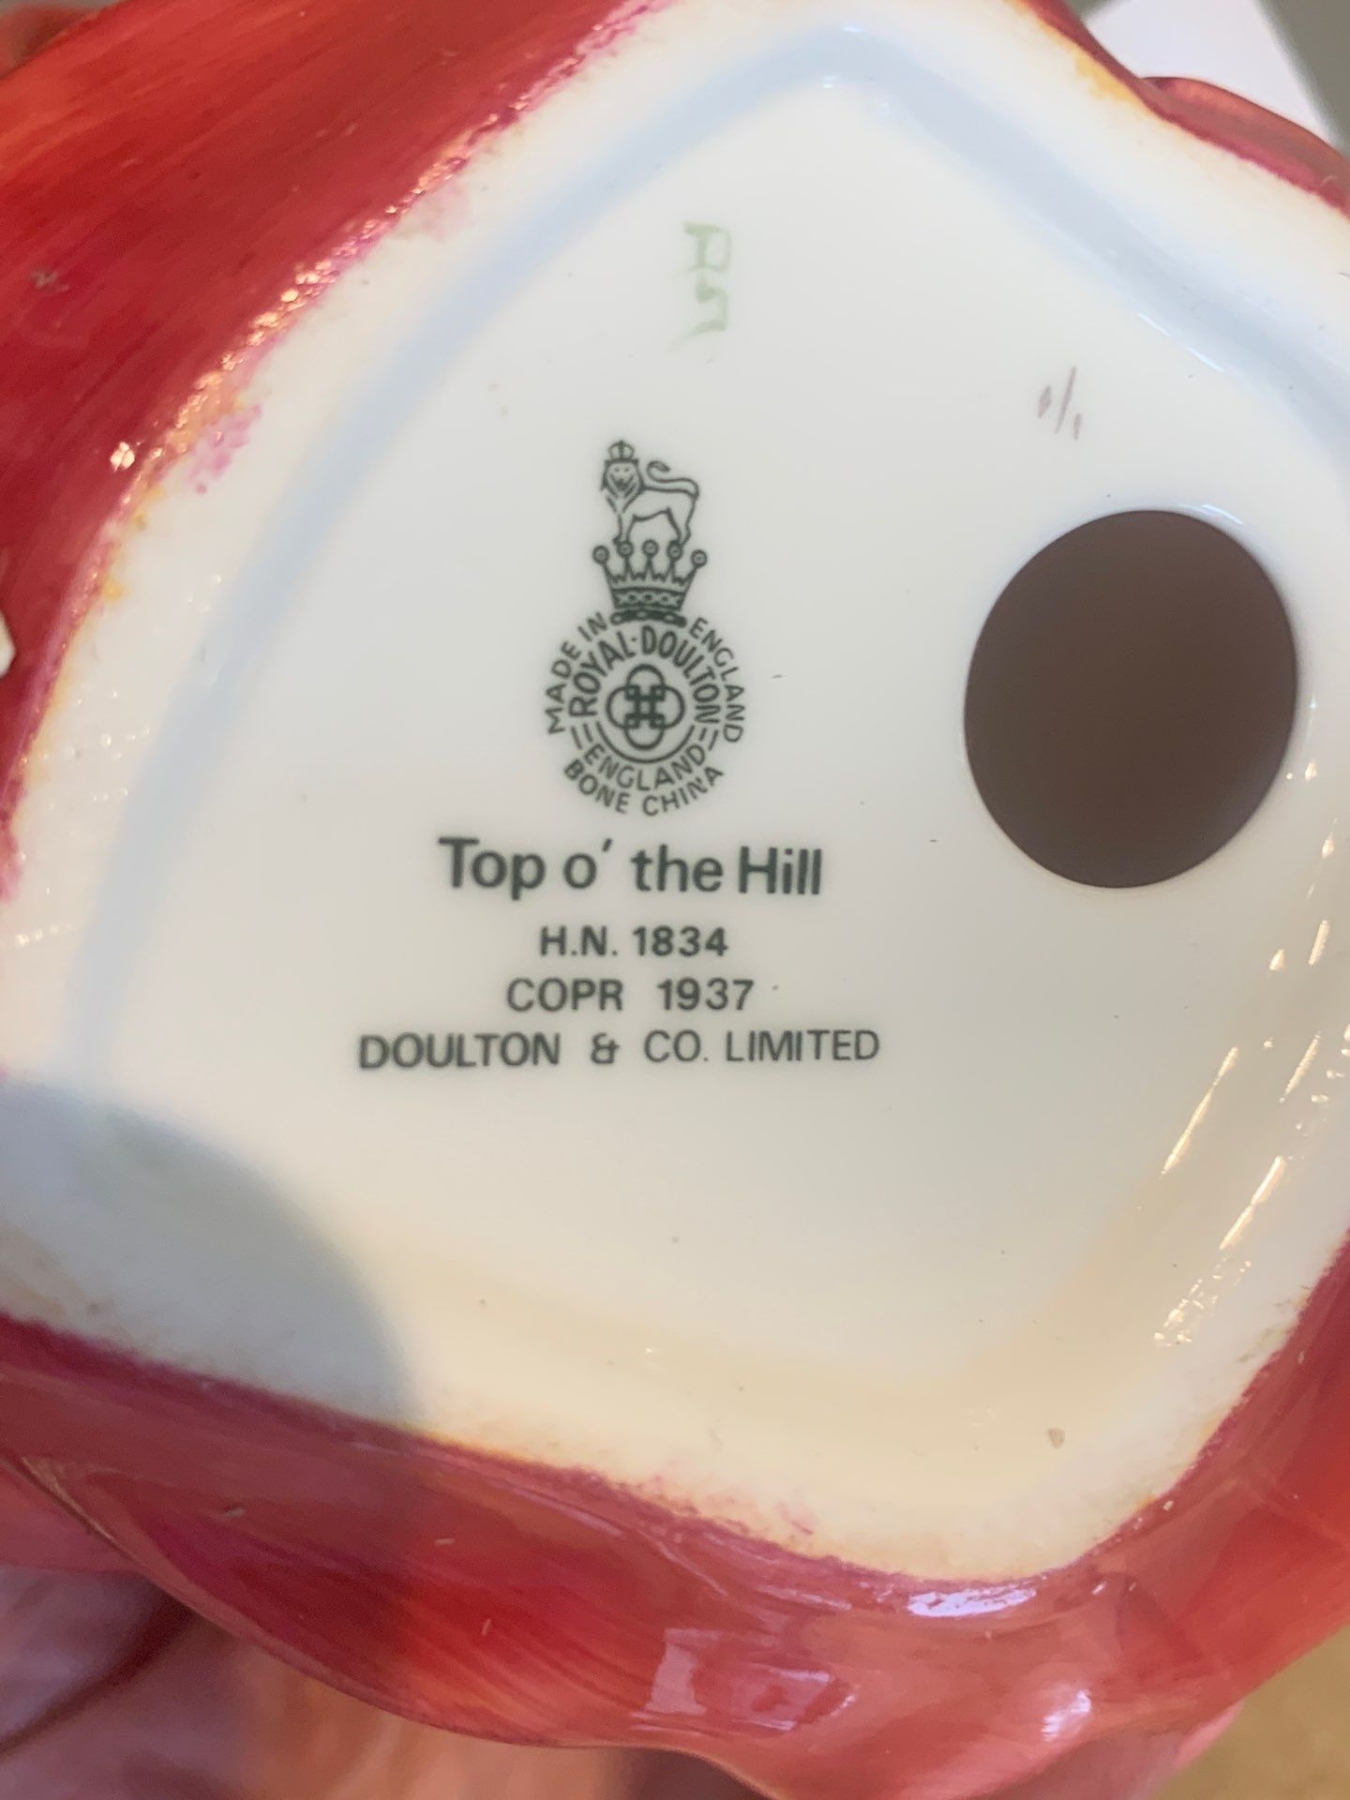 MADE IN ENGLAND
ROYAL·DOULTON
ENGLAND
BONE CHINA
Top o' the Hill
H.N. 1834
COPR 1937
DOULTON & CO. LIMITED